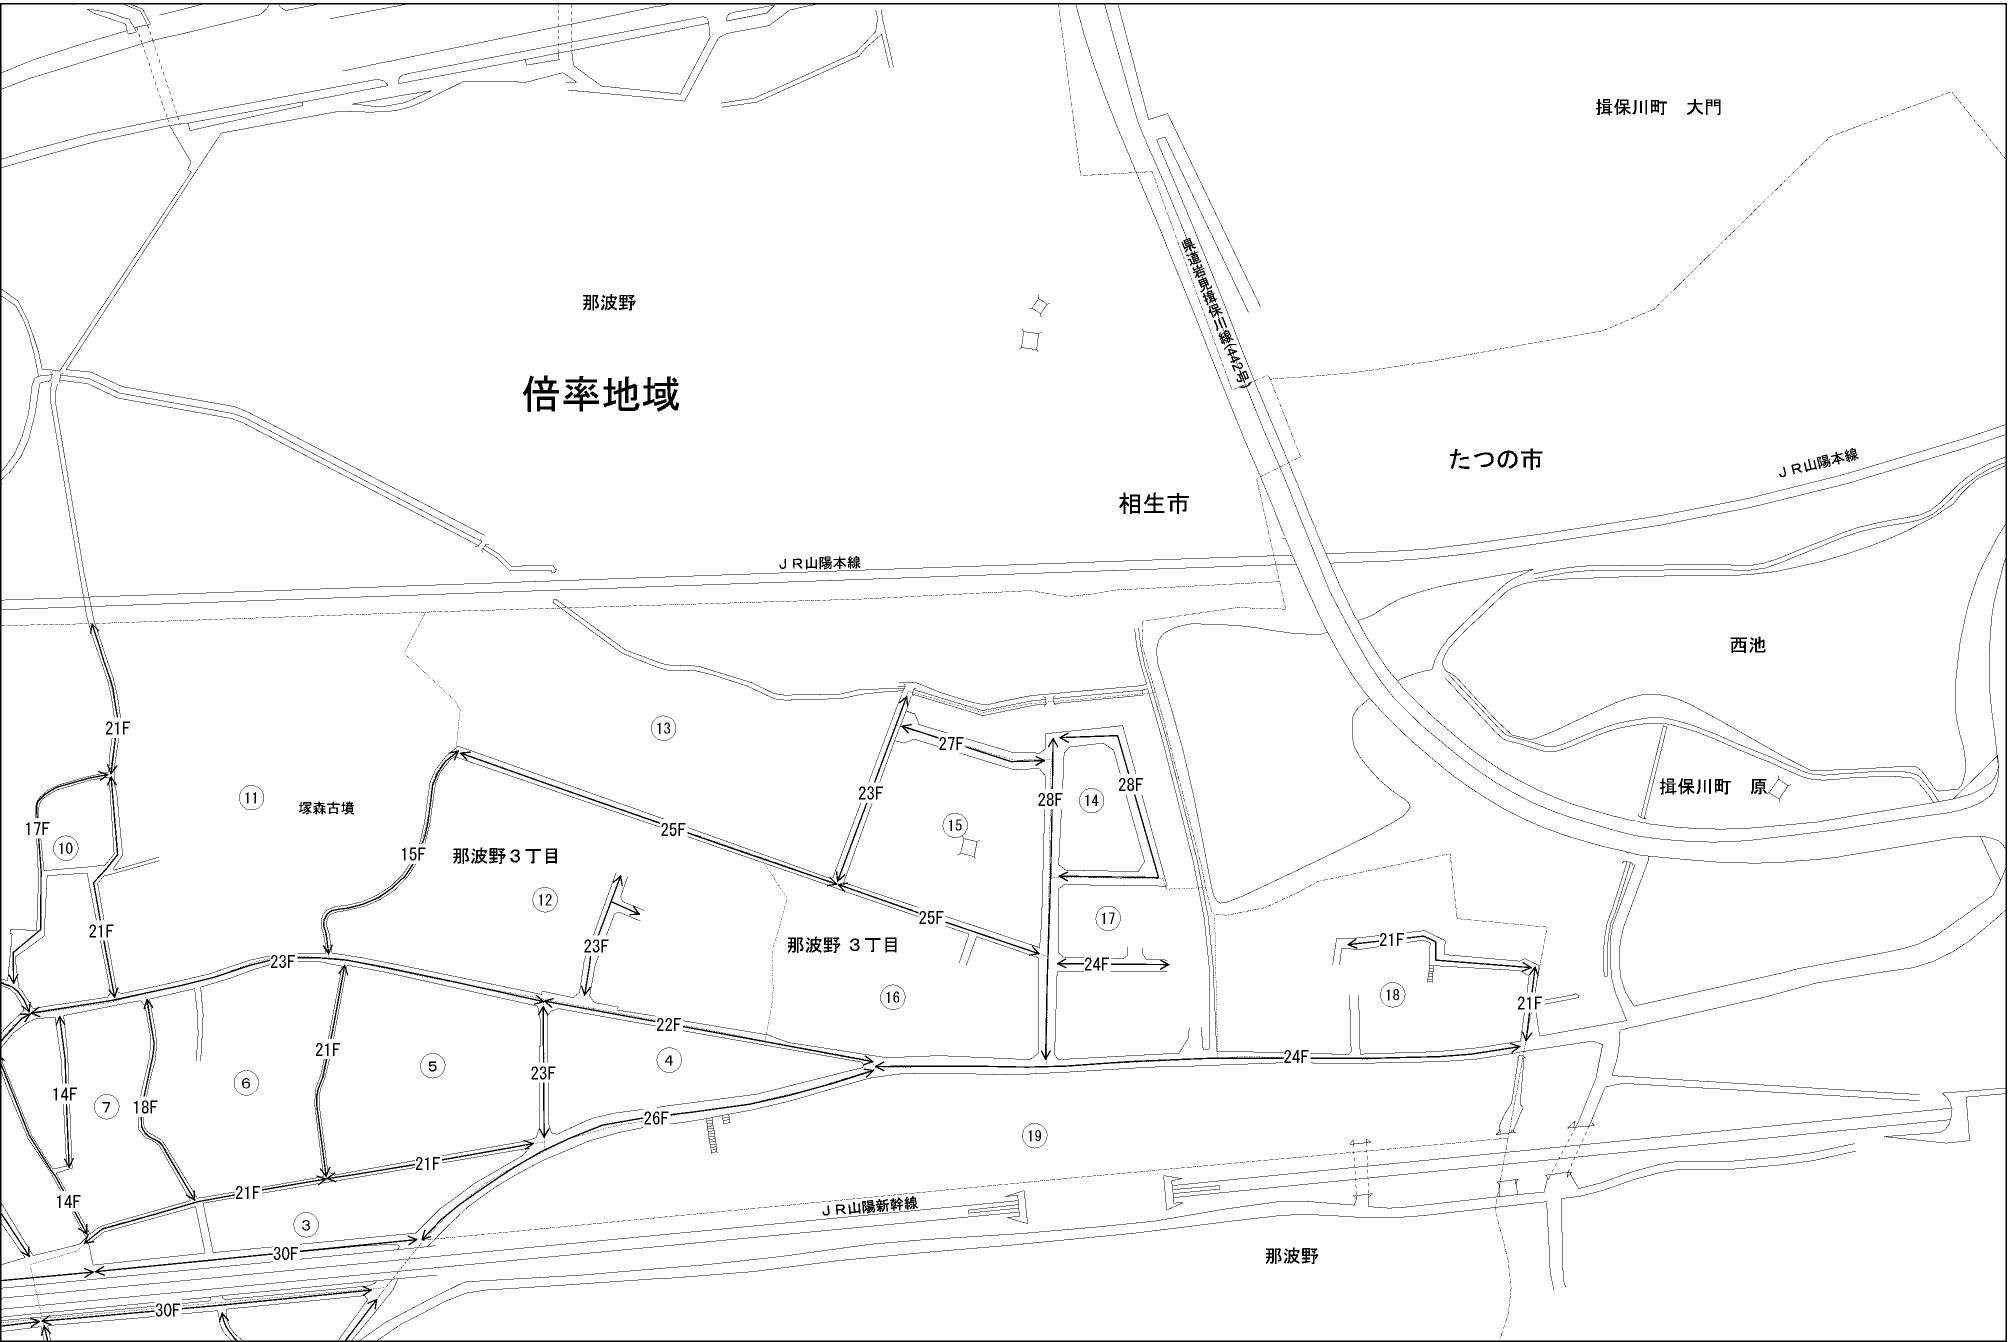 揖保川町 大門
県道岩見揖保川線(442号)
那波野
倍率地域
たつの市
JR山陽本線
相生市
JR山陽本線
西池
21F
13
27F
23F
28F
28F
14
揖保川町 原
11
塚森古墳
17F
10
25F
15
15F
那波野3丁目
12
25F
17
21F
23F
那波野 3丁目
21F
23F
24F
16
18
21F
22F
21F
24F
4
5
6
23F
14F
7
18F
26F
19
21F
21F
14F
JR山陽新幹線
3
30F
那波野
30F